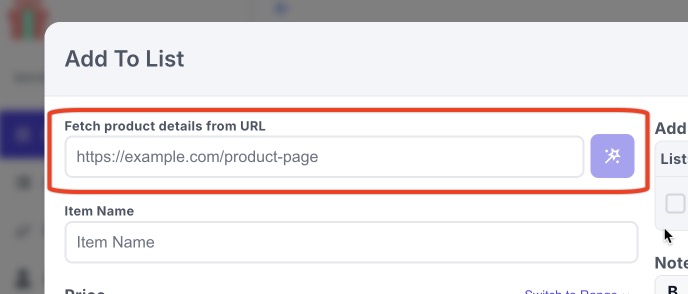 Add To List
Fetch product details from URL
https://example.com/product-page
Item Name
Item Name
Price
Switch to Range
Add
List
Note
B